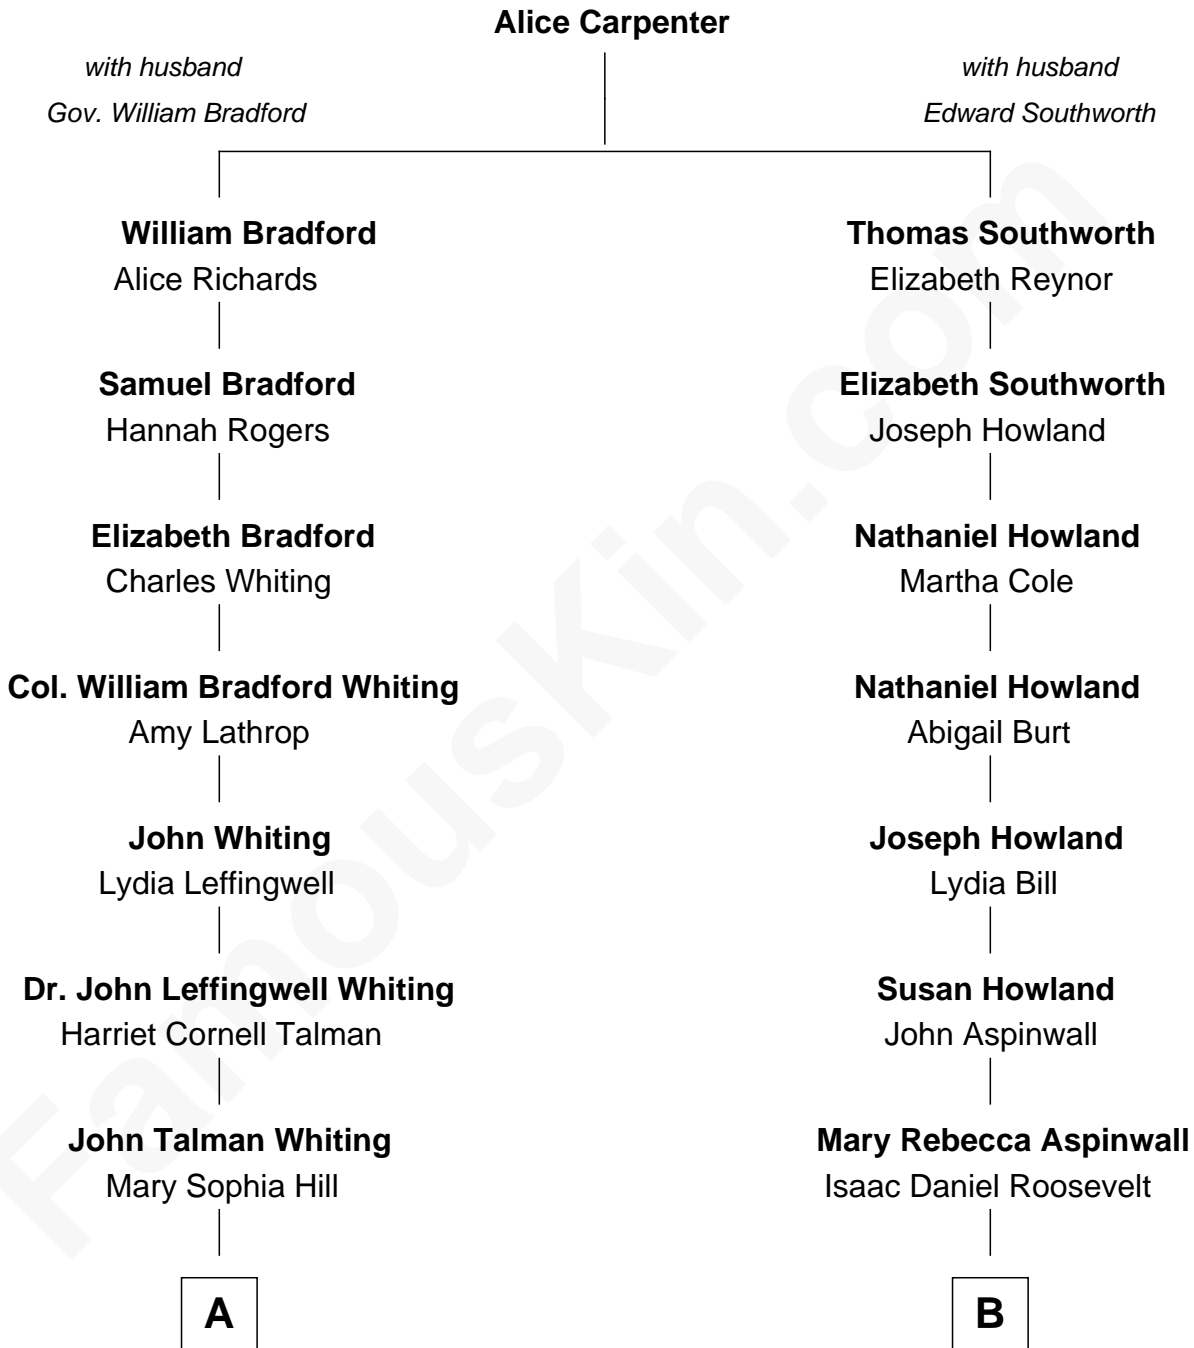 Alice Carpenter
with husband
Gov. William Bradford
with husband
Edward Southworth
William Bradford
Alice Richards
Thomas Southworth
Elizabeth Reynor
Samuel Bradford
Hannah Rogers
Elizabeth Southworth
Joseph Howland
Elizabeth Bradford
Charles Whiting
Nathaniel Howland
Martha Cole
Col. William Bradford Whiting
Amy Lathrop
Nathaniel Howland
Abigail Burt
John Whiting
Lydia Leffingwell
Joseph Howland
Lydia Bill
Dr. John Leffingwell Whiting
Harriet Cornell Talman
Susan Howland
John Aspinwall
John Talman Whiting
Mary Sophia Hill
Mary Rebecca Aspinwall
Isaac Daniel Roosevelt
A
B
FamousKin.com